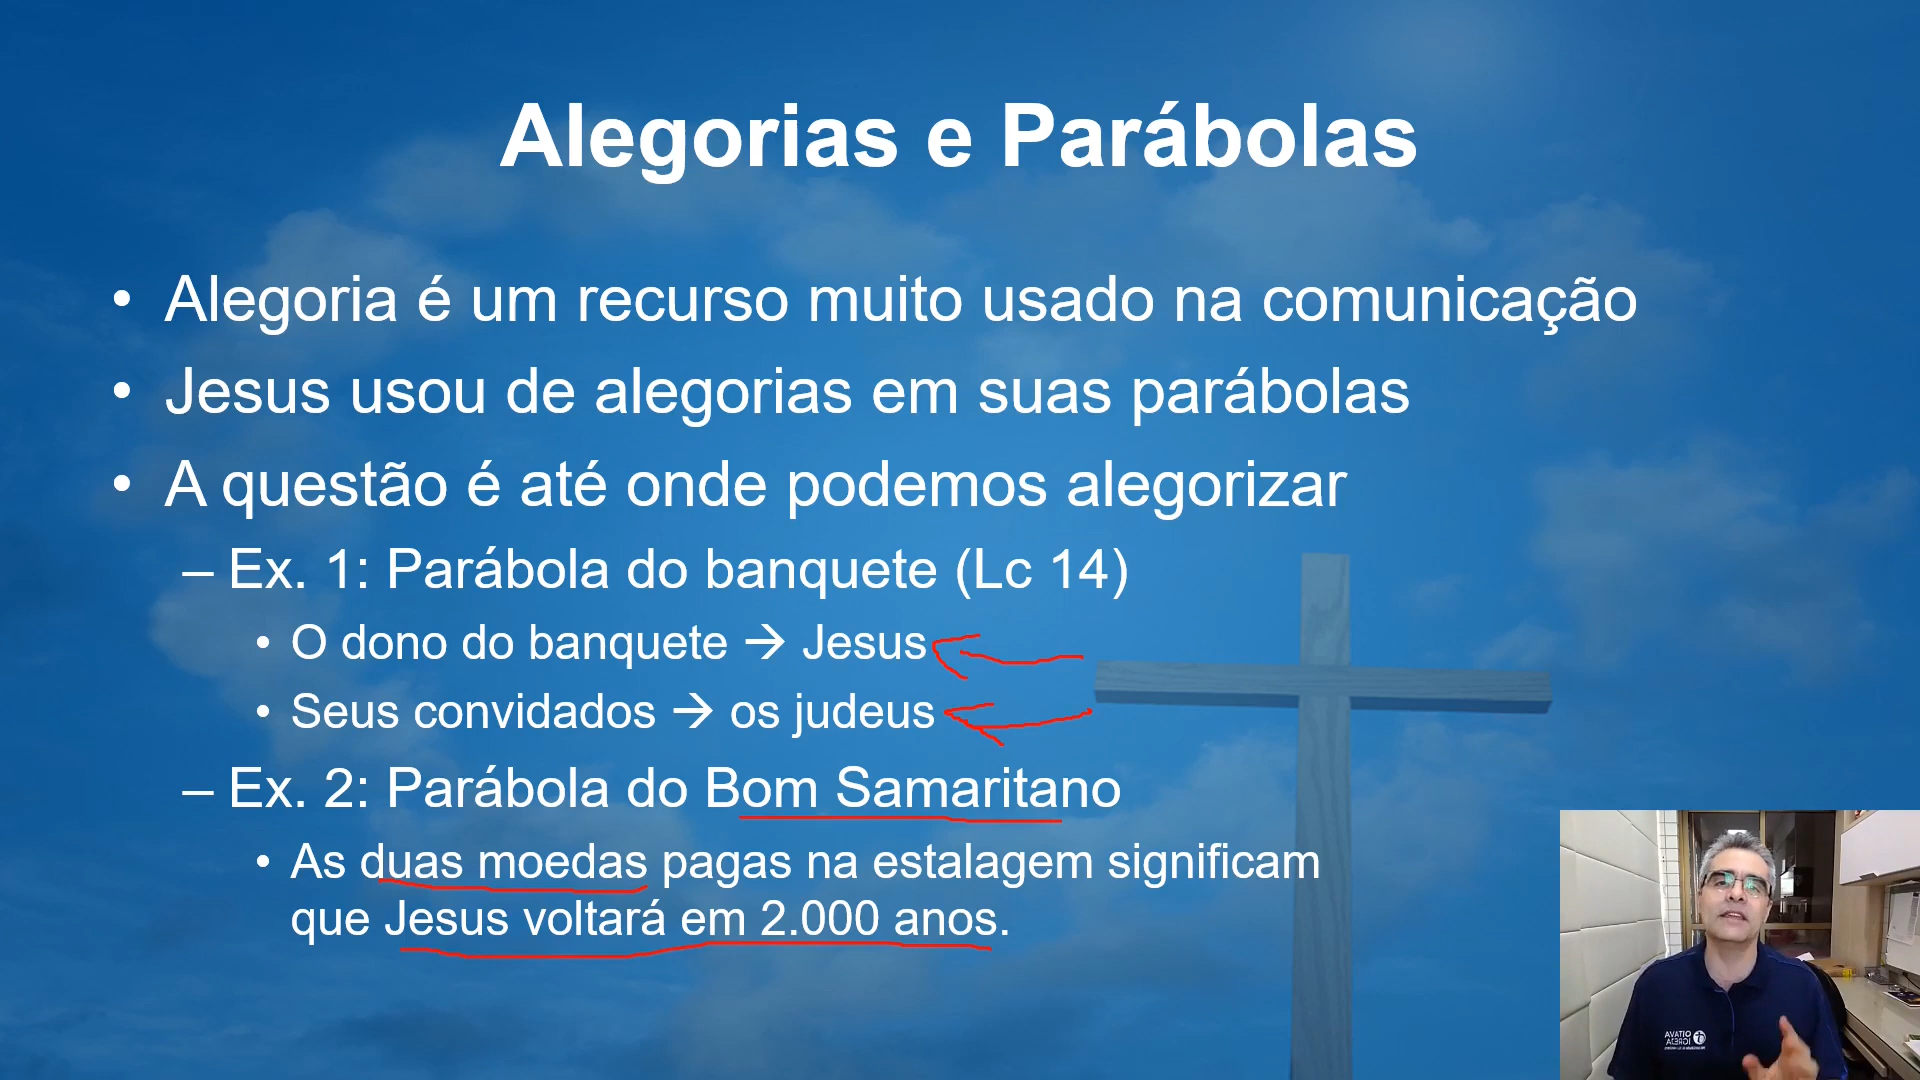 Alegorias e Parábolas
• Alegoria é um recurso muito usado na comunicação
• Jesus usou de alegorias em suas parábolas
• A questão é até onde podemos alegorizar
– Ex. 1: Parábola do banquete (Lc 14)
• O dono do banquete → Jesus
• Seus convidados → os judeus
– Ex. 2: Parábola do Bom Samaritano
• As duas moedas pagas na estalagem significam
que Jesus voltará em 2.000 anos.
OITAVA
IGREJA